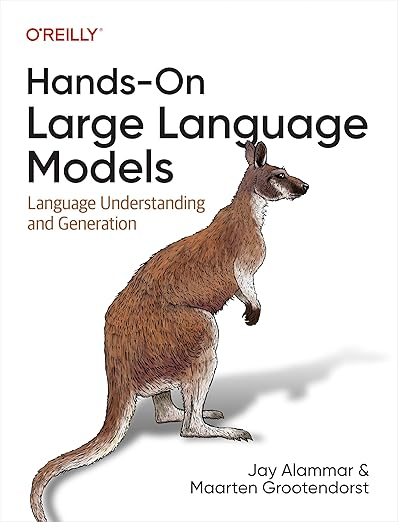 O'REILLY®
Hands-On
Large Language
Models
Language Understanding
and Generation
Jay Alammar &
Maarten Grootendorst